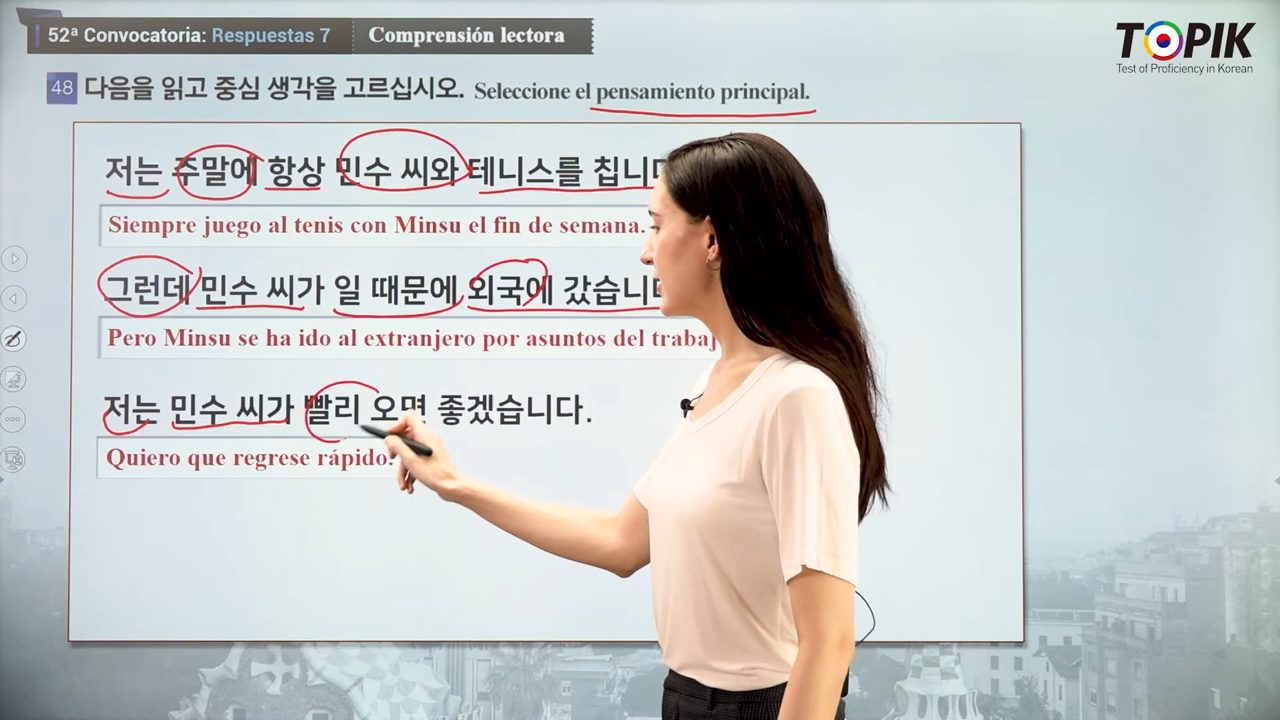 52ª Convocatoria: Respuestas 7 Comprensión lectora
TOPIK
Test of Proficiency in Korean
48 다음을 읽고 중심 생각을 고르십시오. Seleccione el pensamiento principal.
저는 주말에 항상 민수 씨와 테니스를 칩니
Siempre juego al tenis con Minsu el fin de semana.
그런데 민수 씨가 일 때문에 외국에 갔습니
Pero Minsu se ha ido al extranjero por asuntos del trabaj
저는 민수 씨가 빨리 오면 좋겠습니다.
Quiero que regrese rápido.